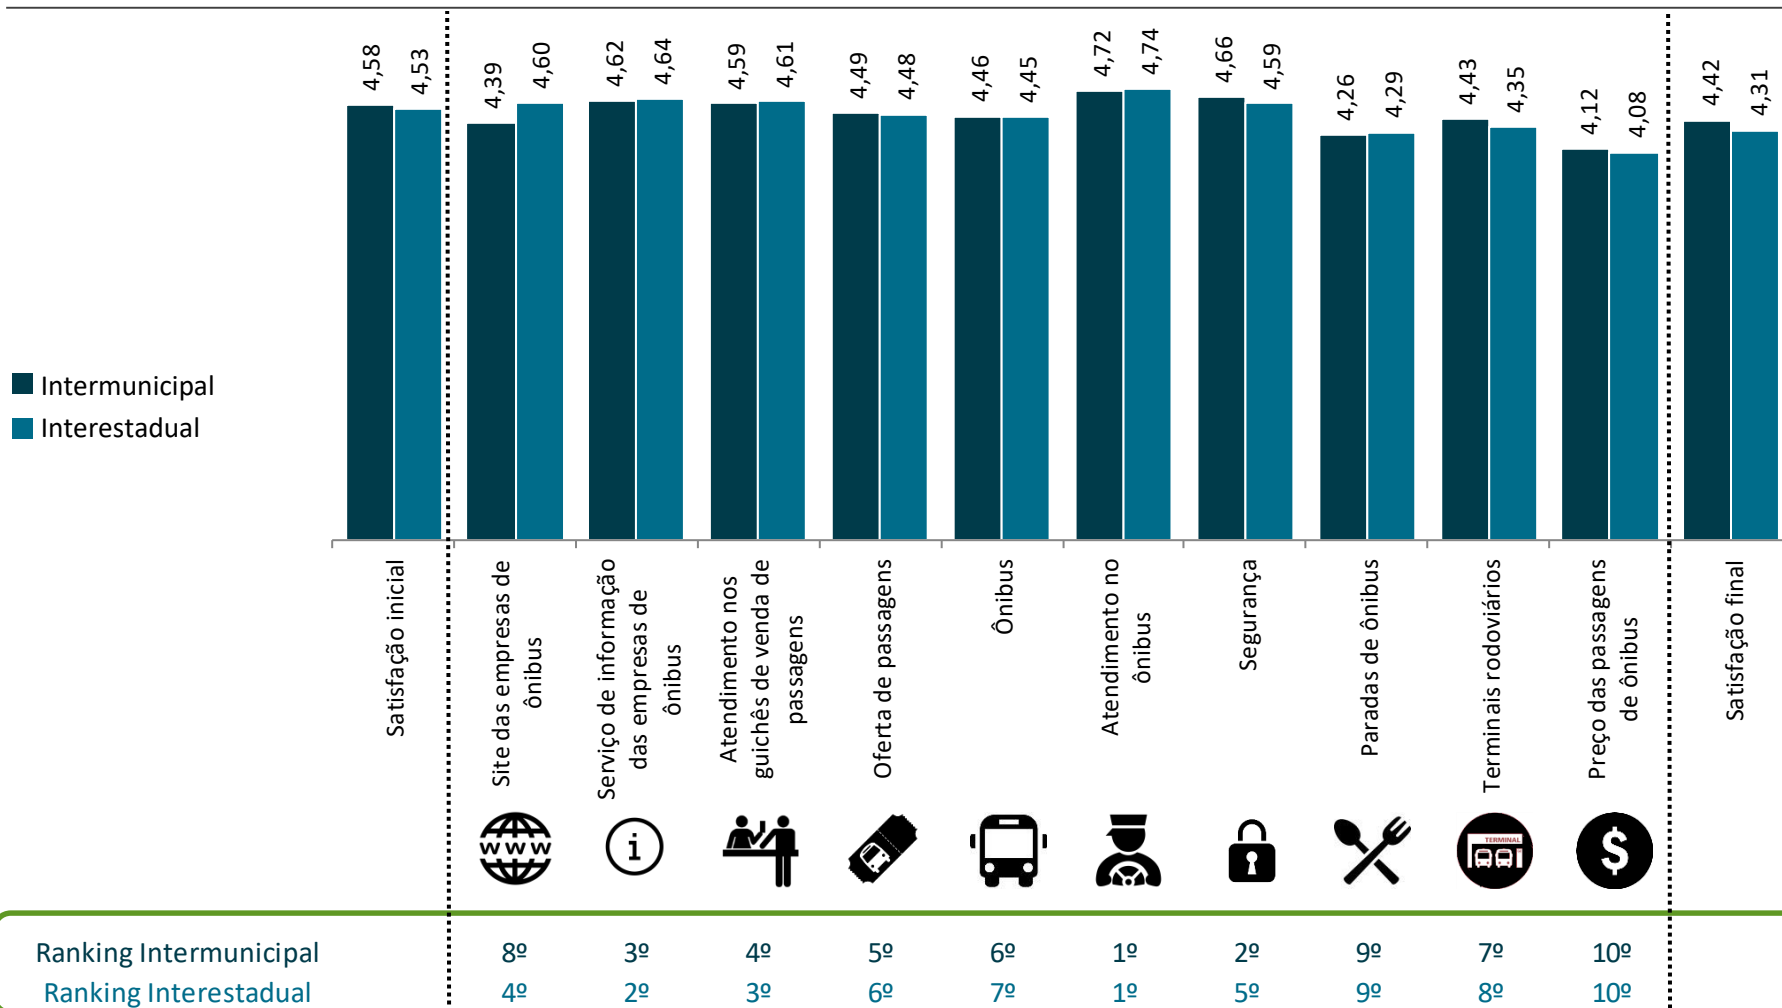 4,58
4,53
4,39
4,60
4,62
4,64
4,59
4,61
4,49
4,48
4,46
4,45
4,72
4,74
4,66
4,59
4,26
4,29
4,43
4,35
4,12
4,08
4,42
4,31
Intermunicipal
Interestadual
Satisfação inicial
Site das empresas de
ônibus
Serviço de informação
das empresas de
ônibus
Atendimento nos
guichês de venda de
passagens
Oferta de passagens
Ônibus
Atendimento no
ônibus
Segurança
Paradas de ônibus
Terminais rodoviários
Preço das passagens
de ônibus
Satisfação final
www
i
TERMINAL
$
Ranking Intermunicipal 8º 3º 4º 5º 6º 1º 2º 9º 7º 10º
Ranking Interestadual 4º 2º 3º 6º 7º 1º 5º 9º 8º 10º